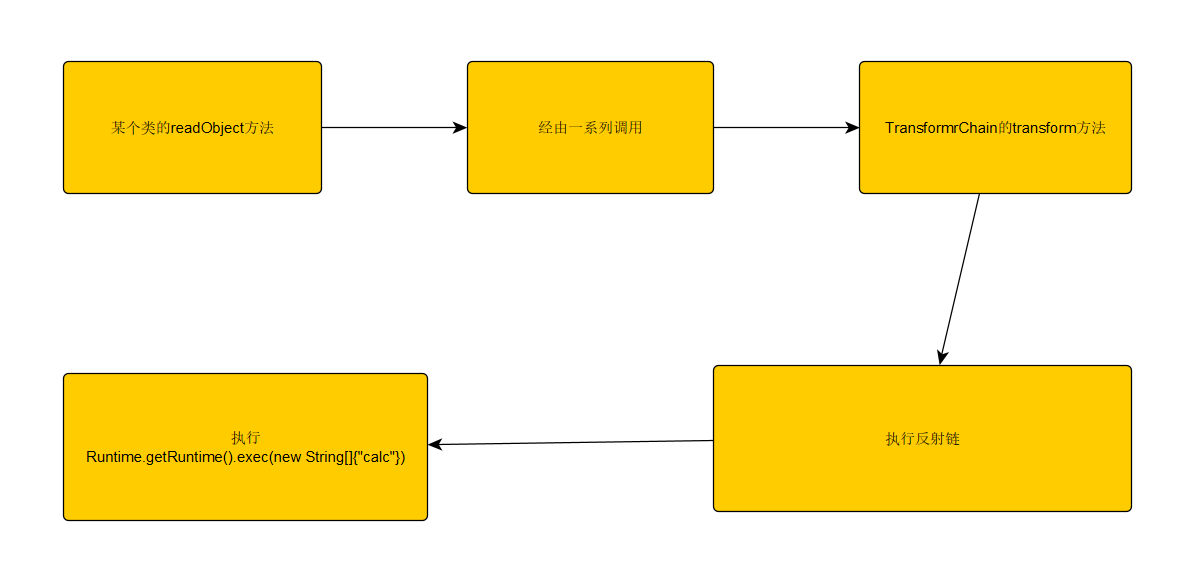 某个类的readObject方法
经由一系列调用
TransformrChain的transform方法
执行反射链
执行
Runtime.getRuntime().exec(new String[]{"calc"})